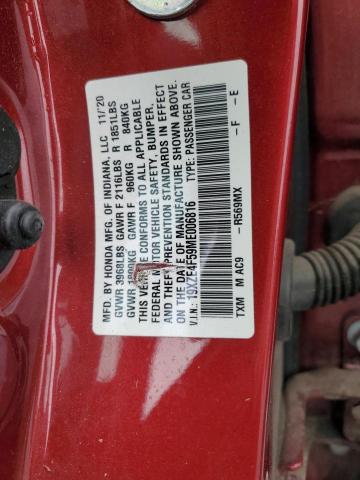 MFD. BY HONDA MFG. OF INDIANA, LLC 11/'20
GVWR 3968LBS GAWR F 2116LBS R 1851LBS
GVWR 1800KG GAWR F 960KG R 840KG
THIS VEHICLE CONFORMS TO ALL APPLICABLE
FEDERAL MOTOR VEHICLE SAFETY, BUMPER,
AND THEFT PREVENTION STANDARDS IN EFFECT
ON THE DATE OF MANUFACTURE SHOWN ABOVE.
V.I.N.: 19XZE4F59ME006816 TYPE: PASSENGER CAR
TXM M AC9 –R569MX –F –E